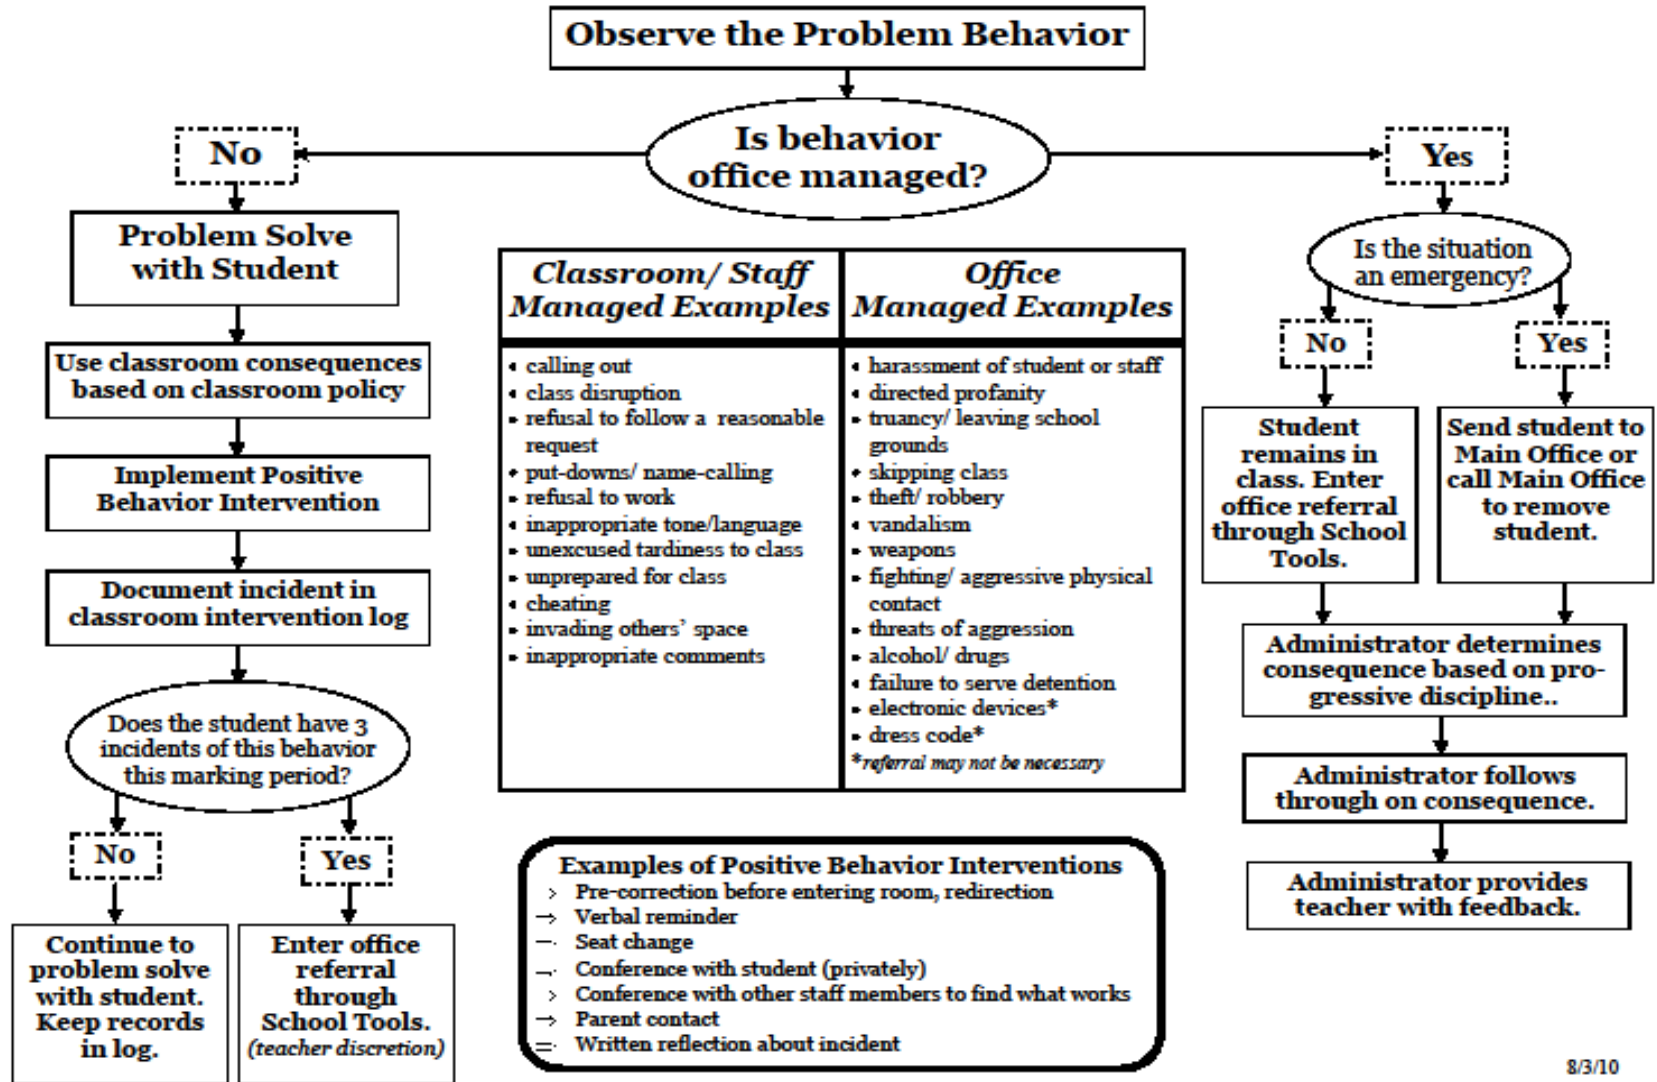 Observe the Problem Behavior
Is behavior
office managed?
No
Yes
Problem Solve
with Student
Use classroom consequences
based on classroom policy
Implement Positive
Behavior Intervention
Document incident in
classroom intervention log
Does the student have 3
incidents of this behavior
this marking period?
No
Yes
Continue to
problem solve
with student.
Keep records
in log.
Enter office
referral
through
School Tools.
(teacher discretion)
Classroom/ Staff
Managed Examples
• calling out
• class disruption
• refusal to follow a reasonable
request
• put-downs/ name-calling
• refusal to work
• inappropriate tone/language
• unexcused tardiness to class
• unprepared for class
• cheating
• invading others' space
• inappropriate comments
Office
Managed Examples
• harassment of student or staff
• directed profanity
• truancy/ leaving school
grounds
• skipping class
• theft/ robbery
• vandalism
• weapons
• fighting/ aggressive physical
contact
• threats of aggression
• alcohol/ drugs
• failure to serve detention
• electronic devices*
• dress code*
*referral may not be necessary
Examples of Positive Behavior Interventions
Pre-correction before entering room, redirection
Verbal reminder
Seat change
Conference with student (privately)
Conference with other staff members to find what works
Parent contact
Written reflection about incident
Is the situation
an emergency?
No
Yes
Student
remains in
class. Enter
office referral
through School
Tools.
Send student to
Main Office or
call Main Office
to remove
student.
Administrator determines
consequence based on pro-
gressive discipline..
Administrator follows
through on consequence.
Administrator provides
teacher with feedback.
8/3/10